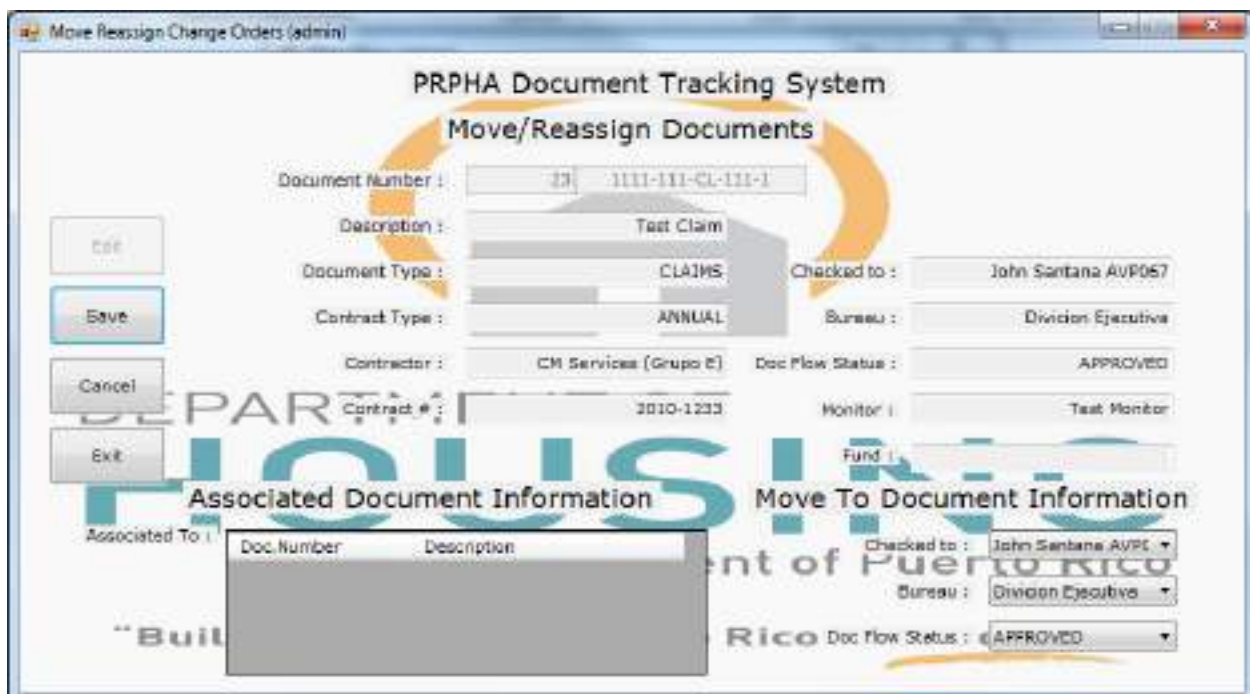 Move Reassign Change Orders (admin)
PRPHA Document Tracking System
Move/Reassign Documents
Document Number : 23 1111-111-CL-111-1
Description : Test Claim
Edit
Document Type : CLAIMS Checked to : John Santana AVP067
Save Contract Type : ANNUAL Bureau : Division Ejecutiva
Contractor : CM Services (Grupo E) Doc Flow Status : APPROVED
Cancel
Contract # : 2010-1233 Monitor : Test Monitor
DEPARTMENT OF
Exit Fund :
HOUSING
Associated Document Information Move To Document Information
Associated To : Doc.Number Description Checked to : John Santana AVP(
ent of Puerto Rico
Bureau : Division Ejecutiva
"Buil Rico Doc Flow Status : APPROVED